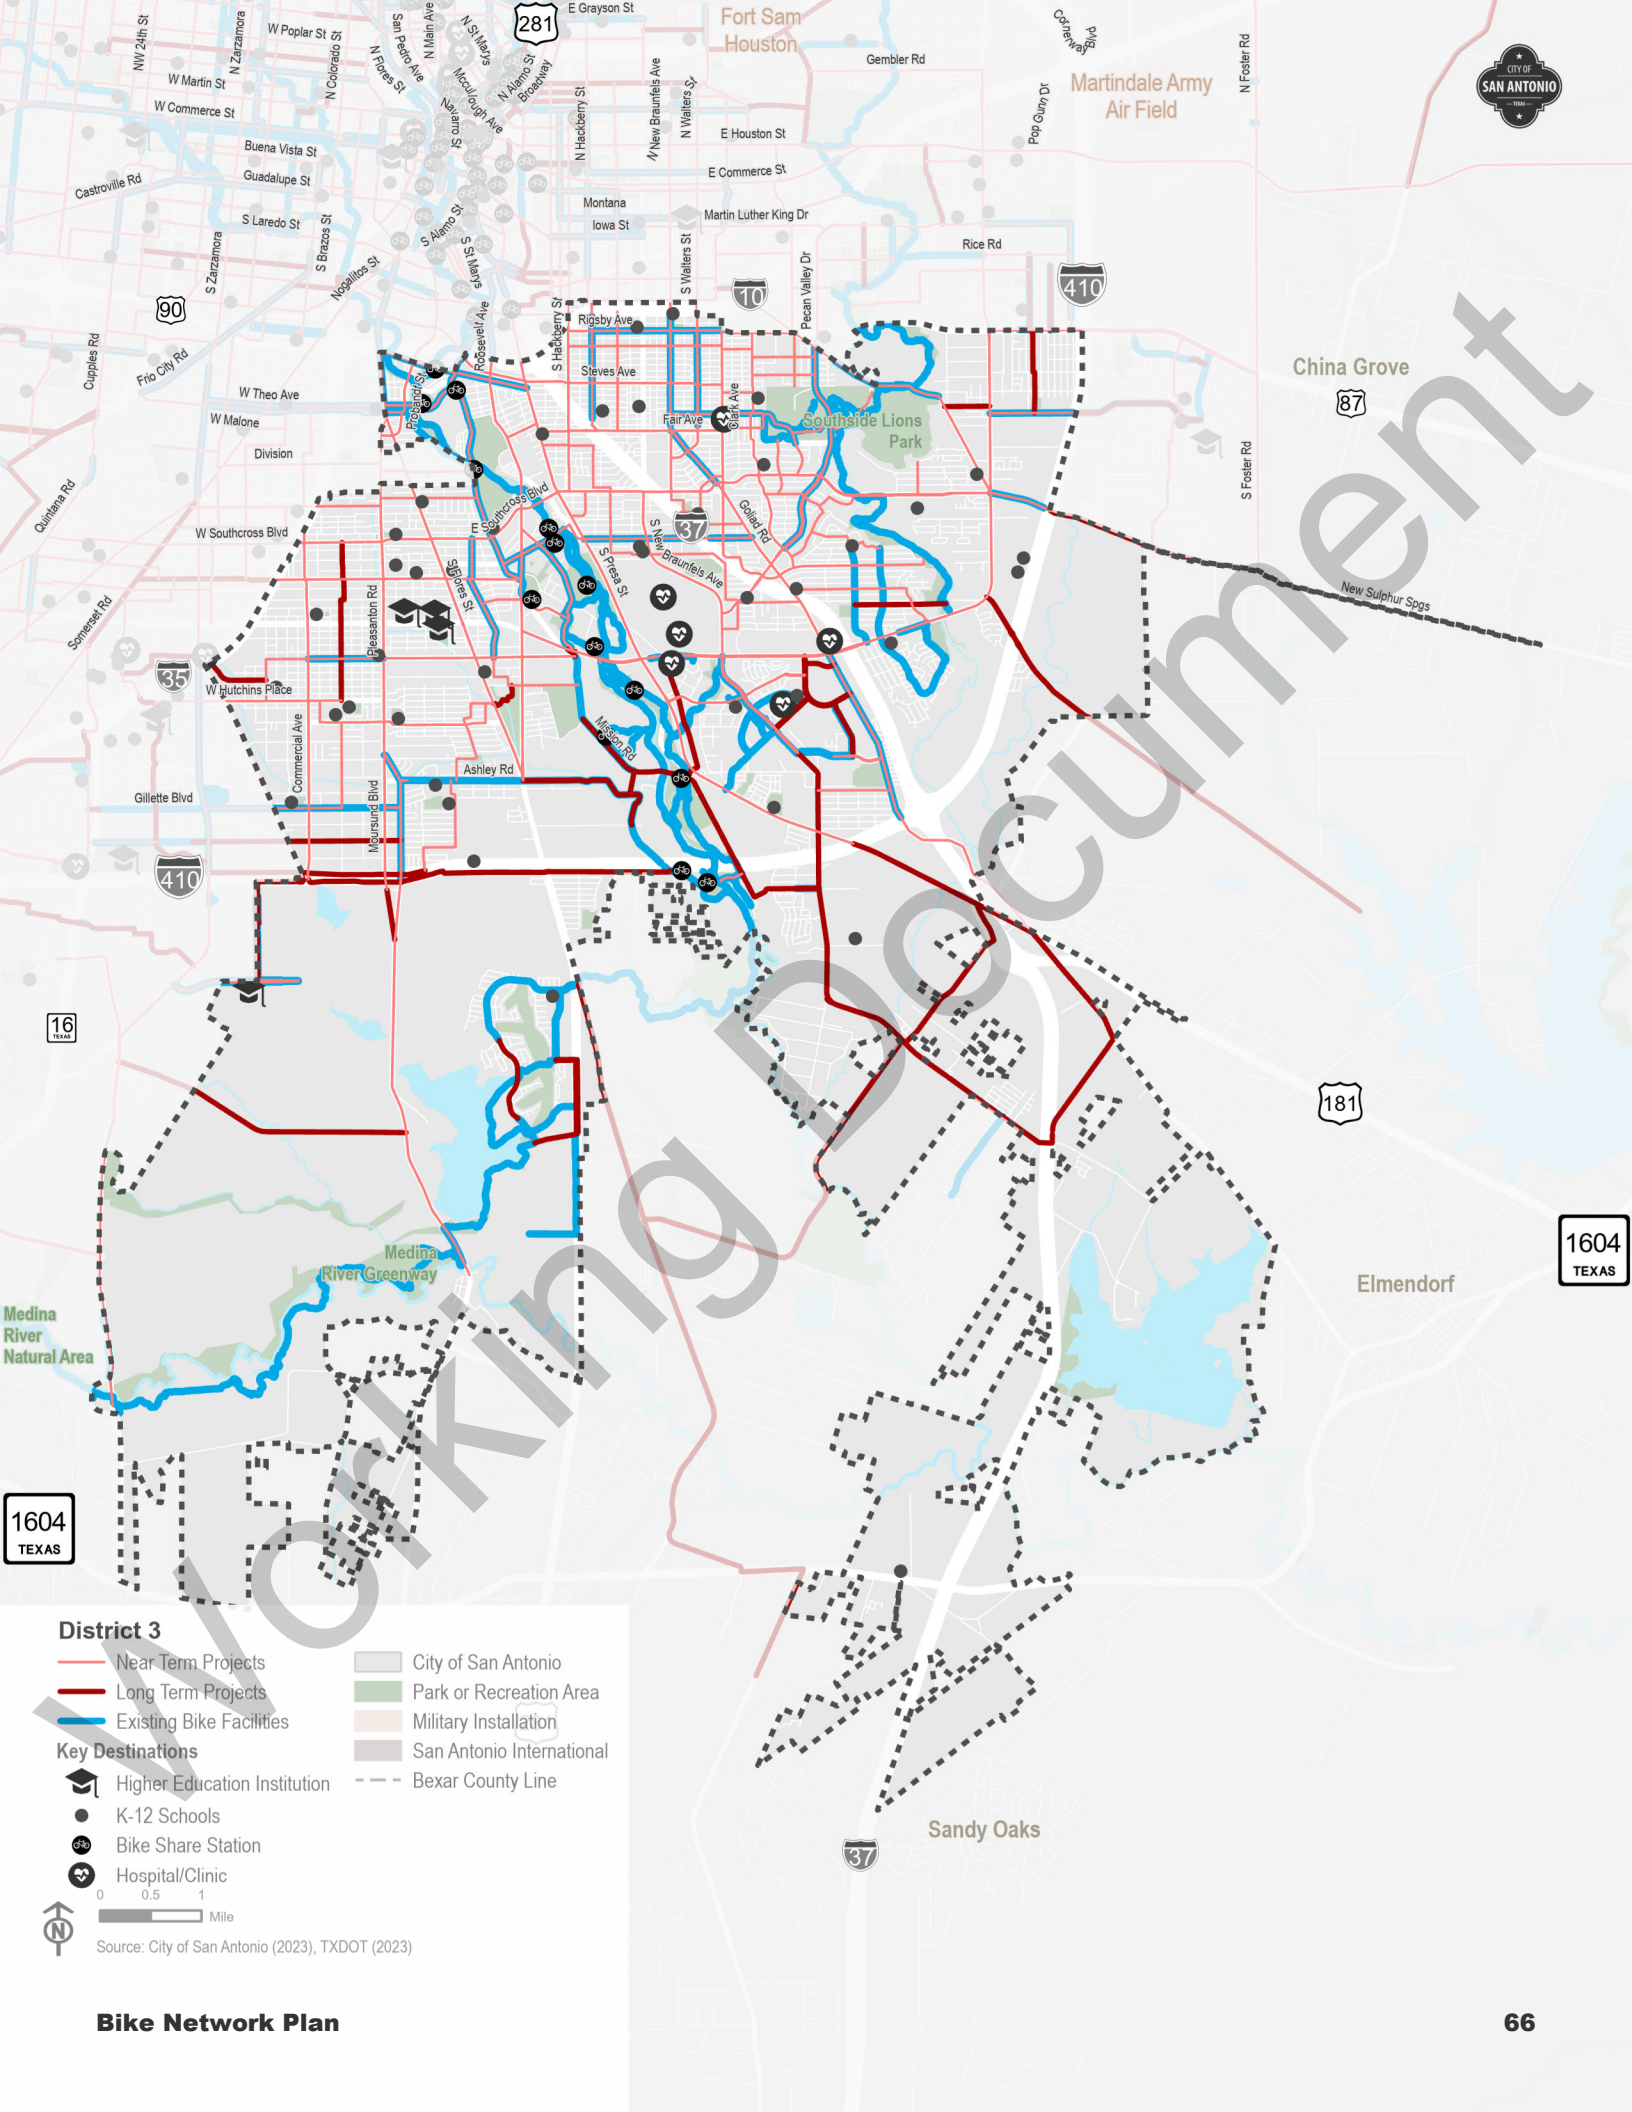 E Grayson St
281
Fort Sam
Houston
NW 24th St
N Zarzamora
W Poplar St
N Colorado St
N Flores St
San Pedro Ave
N Main Ave
N St Marys
Mccullough Ave
N Alamo St
Broadway
Navarro St
Gembler Rd
Cornerway Blvd
N Foster Rd
CITY OF
SAN ANTONIO
TEXAS
Martindale Army
Air Field
Pop Gunn Dr
W Martin St
W Commerce St
N Hackberry St
N New Braunfels Ave
N Walters St
E Houston St
Buena Vista St
Guadalupe St
E Commerce St
Castroville Rd
Montana
Martin Luther King Dr
Iowa St
S Laredo St
S Brazos St
S Zarzamora
S Alamo St
S St Marys
Nogalitos St
S Walters St
Pecan Valley Dr
Rice Rd
10
410
90
Roosevelt Ave
S Hackberry St
Rigsby Ave
Cupples Rd
Frio City Rd
Steves Ave
China Grove
87
W Theo Ave
Probandt St
Clark Ave
W Malone
Fair Ave
Southside Lions
Park
Division
S Foster Rd
Quintana Rd
E Southcross Blvd
W Southcross Blvd
37
Goliad Rd
S New Braunfels Ave
S Presa St
S Flores St
Pleasanton Rd
New Sulphur Spgs
Somerset Rd
35
W Hutchins Place
Commercial Ave
Mission Rd
Ashley Rd
Gillette Blvd
Moursund Blvd
410
16
TEXAS
181
1604
TEXAS
Elmendorf
Medina
River Greenway
Medina
River
Natural Area
1604
TEXAS
Working Document
District 3
Near Term Projects
Long Term Projects
Existing Bike Facilities
Key Destinations
Higher Education Institution
K-12 Schools
Bike Share Station
Hospital/Clinic
City of San Antonio
Park or Recreation Area
Military Installation
San Antonio International
Bexar County Line
0 0.5 1
Mile
N
Source: City of San Antonio (2023), TXDOT (2023)
Sandy Oaks
37
Bike Network Plan
66